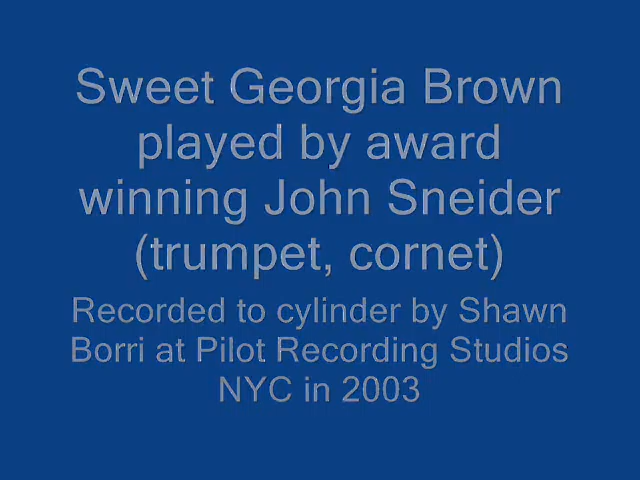 Sweet Georgia Brown
played by award
winning John Sneider
(trumpet, cornet)
Recorded to cylinder by Shawn
Borri at Pilot Recording Studios
NYC in 2003